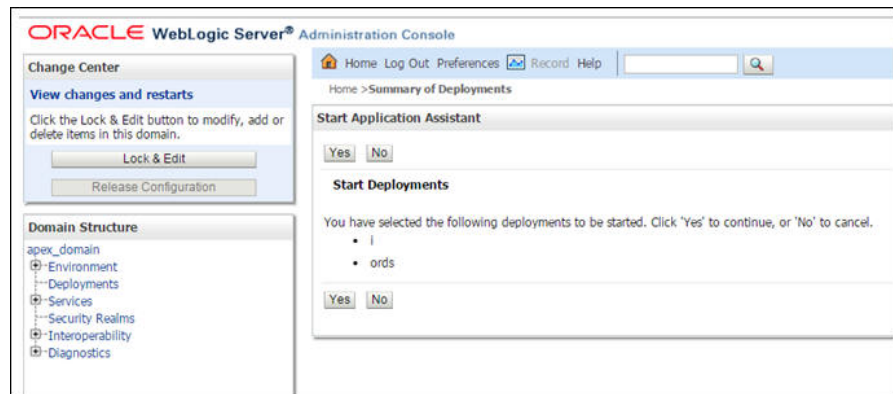 ORACLE WebLogic Server® Administration Console
Change Center
View changes and restarts
Click the Lock & Edit button to modify, add or
delete items in this domain.
Lock & Edit
Release Configuration
Domain Structure
apex_domain
Environment
Deployments
Services
Security Realms
Interoperability
Diagnostics
Home Log Out Preferences Record Help
Home >Summary of Deployments
Start Application Assistant
Yes No
Start Deployments
You have selected the following deployments to be started. Click 'Yes' to continue, or 'No' to cancel.
• i
• ords
Yes No